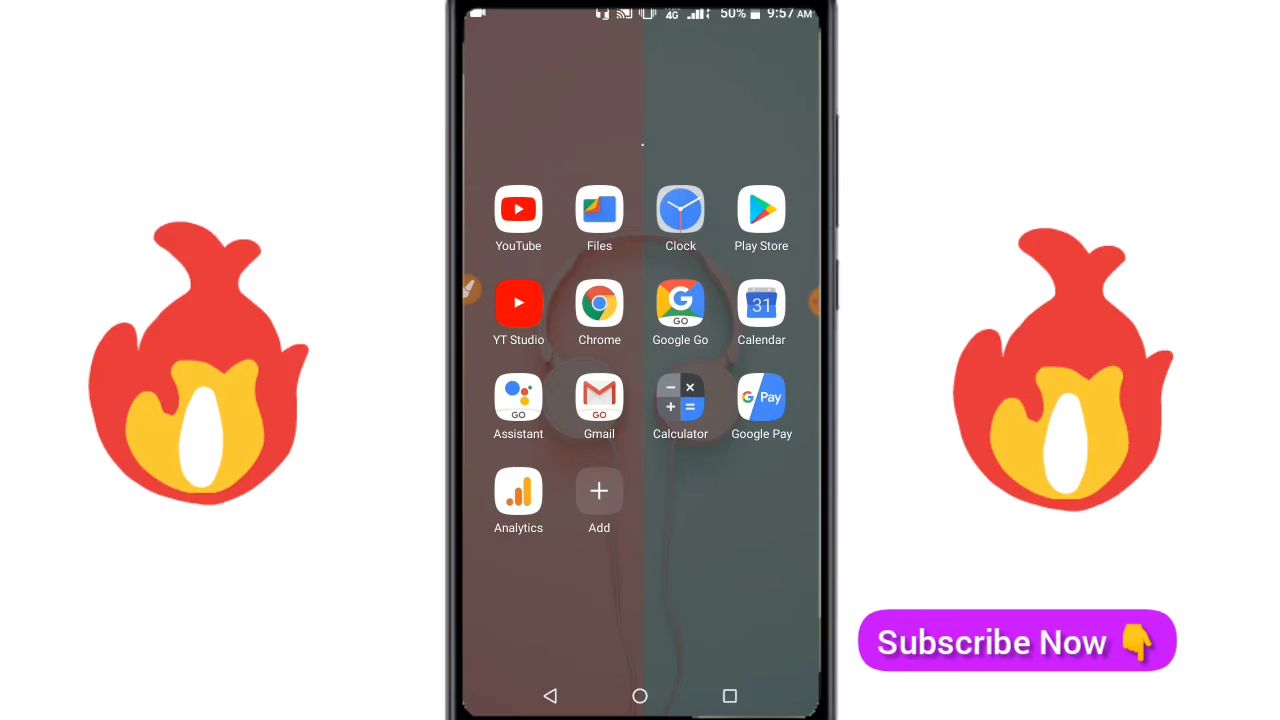 4G 50% 9:57 AM
YouTube Files Clock Play Store
GO 31
YT Studio Chrome Google Go Calendar
GO GO G Pay
Assistant Gmail Calculator Google Pay
Analytics Add
Subscribe Now 👇